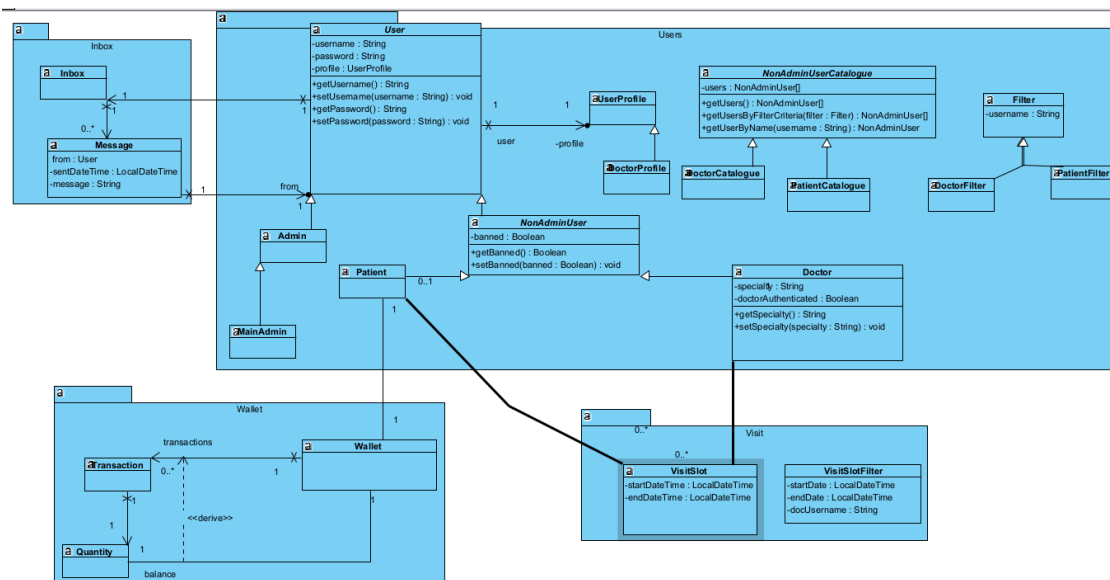 Inbox
Inbox
1
1
0..*
Message
from : User
-sentDateTime : LocalDateTime
-message : String
1
1
from
1
Users
User
-username : String
-password : String
-profile : UserProfile
+getUsername() : String
+setUsername(username : String) : void
+getPassword() : String
+setPassword(password : String) : void
1
1
user
-profile
UserProfile
DoctorProfile
NonAdminUserCatalogue
-users : NonAdminUser[]
+getUsers() : NonAdminUser[]
+getUsersByFilterCriteria(filter : Filter) : NonAdminUser[]
+getUserByName(username : String) : NonAdminUser
DoctorCatalogue
PatientCatalogue
Filter
-username : String
DoctorFilter
PatientFilter
Admin
MainAdmin
NonAdminUser
-banned : Boolean
+getBanned() : Boolean
+setBanned(banned : Boolean) : void
Patient
0..1
1
Doctor
-specialty : String
-doctorAuthenticated : Boolean
+getSpecialty() : String
+setSpecialty(specialty : String) : void
Wallet
1
transactions
Wallet
0..*
1
Transaction
1
1
1
<<derive>>
Quantity
1
balance
Visit
0..*
0..*
VisitSlot
-startDateTime : LocalDateTime
-endDateTime : LocalDateTime
VisitSlotFilter
-startDate : LocalDateTime
-endDate : LocalDateTime
-docUsername : String